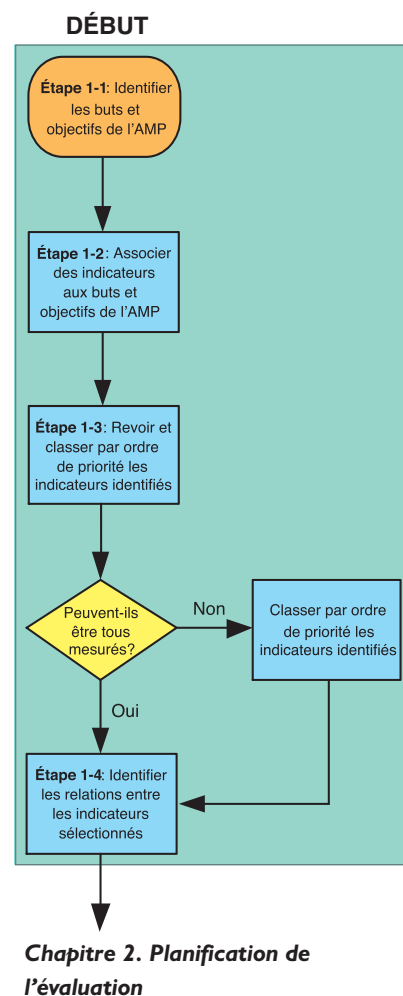 DÉBUT
Étape 1-1: Identifier
les buts et
objectifs de l'AMP
Étape 1-2: Associer
des indicateurs
aux buts et
objectifs de l'AMP
Étape 1-3: Revoir et
classer par ordre
de priorité les
indicateurs identifiés
Peuvent-ils
être tous
mesurés?
Non
Classer par ordre
de priorité les
indicateurs identifiés
Oui
Étape 1-4: Identifier
les relations entre
les indicateurs
sélectionnés
Chapitre 2. Planification de
l'évaluation